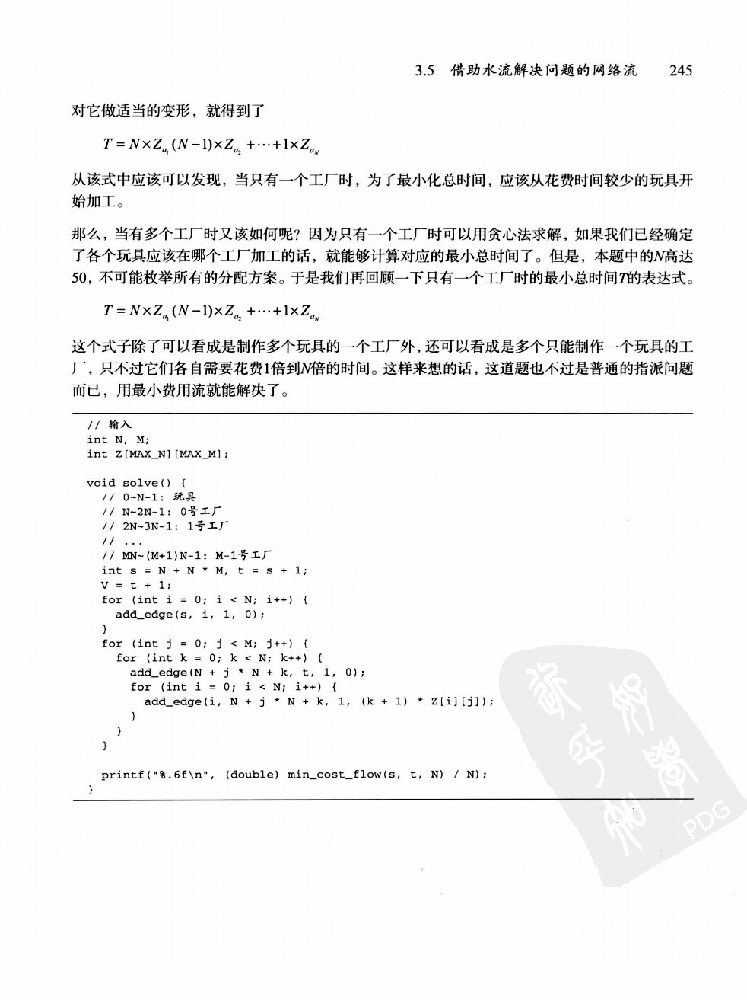 3.5 借助水流解决问题的网络流 245
对它做适当的变形，就得到了
T = N×Z_{a_1}(N−1)×Z_{a_2}+⋯+1×Z_{a_N}
从该式中应该可以发现，当只有一个工厂时，为了最小化总时间，应该从花费时间较少的玩具开
始加工。
那么，当有多个工厂时又该如何呢？因为只有一个工厂时可以用贪心法求解，如果我们已经确定
了各个玩具应该在哪个工厂加工的话，就能够计算对应的最小总时间了。但是，本题中的N高达
50，不可能枚举所有的分配方案。于是我们再回顾一下只有一个工厂时的最小总时间T的表达式。
T = N×Z_{a_1}(N−1)×Z_{a_2}+⋯+1×Z_{a_N}
这个式子除了可以看成是制作多个玩具的一个工厂外，还可以看成是多个只能制作一个玩具的工
厂，只不过它们各自需要花费1倍到N倍的时间。这样来想的话，这道题也不过是普通的指派问题
而已，用最小费用流就能解决了。
// 输入
int N, M;
int Z[MAX_N][MAX_M];
void solve() {
// 0~N-1: 玩具
// N~2N-1: 0号工厂
// 2N~3N-1: 1号工厂
// ...
// MN~(M+1)N-1: M-1号工厂
int s = N + N * M, t = s + 1;
V = t + 1;
for (int i = 0; i < N; i++) {
add_edge(s, i, 1, 0);
}
for (int j = 0; j < M; j++) {
for (int k = 0; k < N; k++) {
add_edge(N + j * N + k, t, 1, 0);
for (int i = 0; i < N; i++) {
add_edge(i, N + j * N + k, 1, (k + 1) * Z[i][j]);
}
}
}
printf("%.6f\n", (double) min_cost_flow(s, t, N) / N);
}
PDG